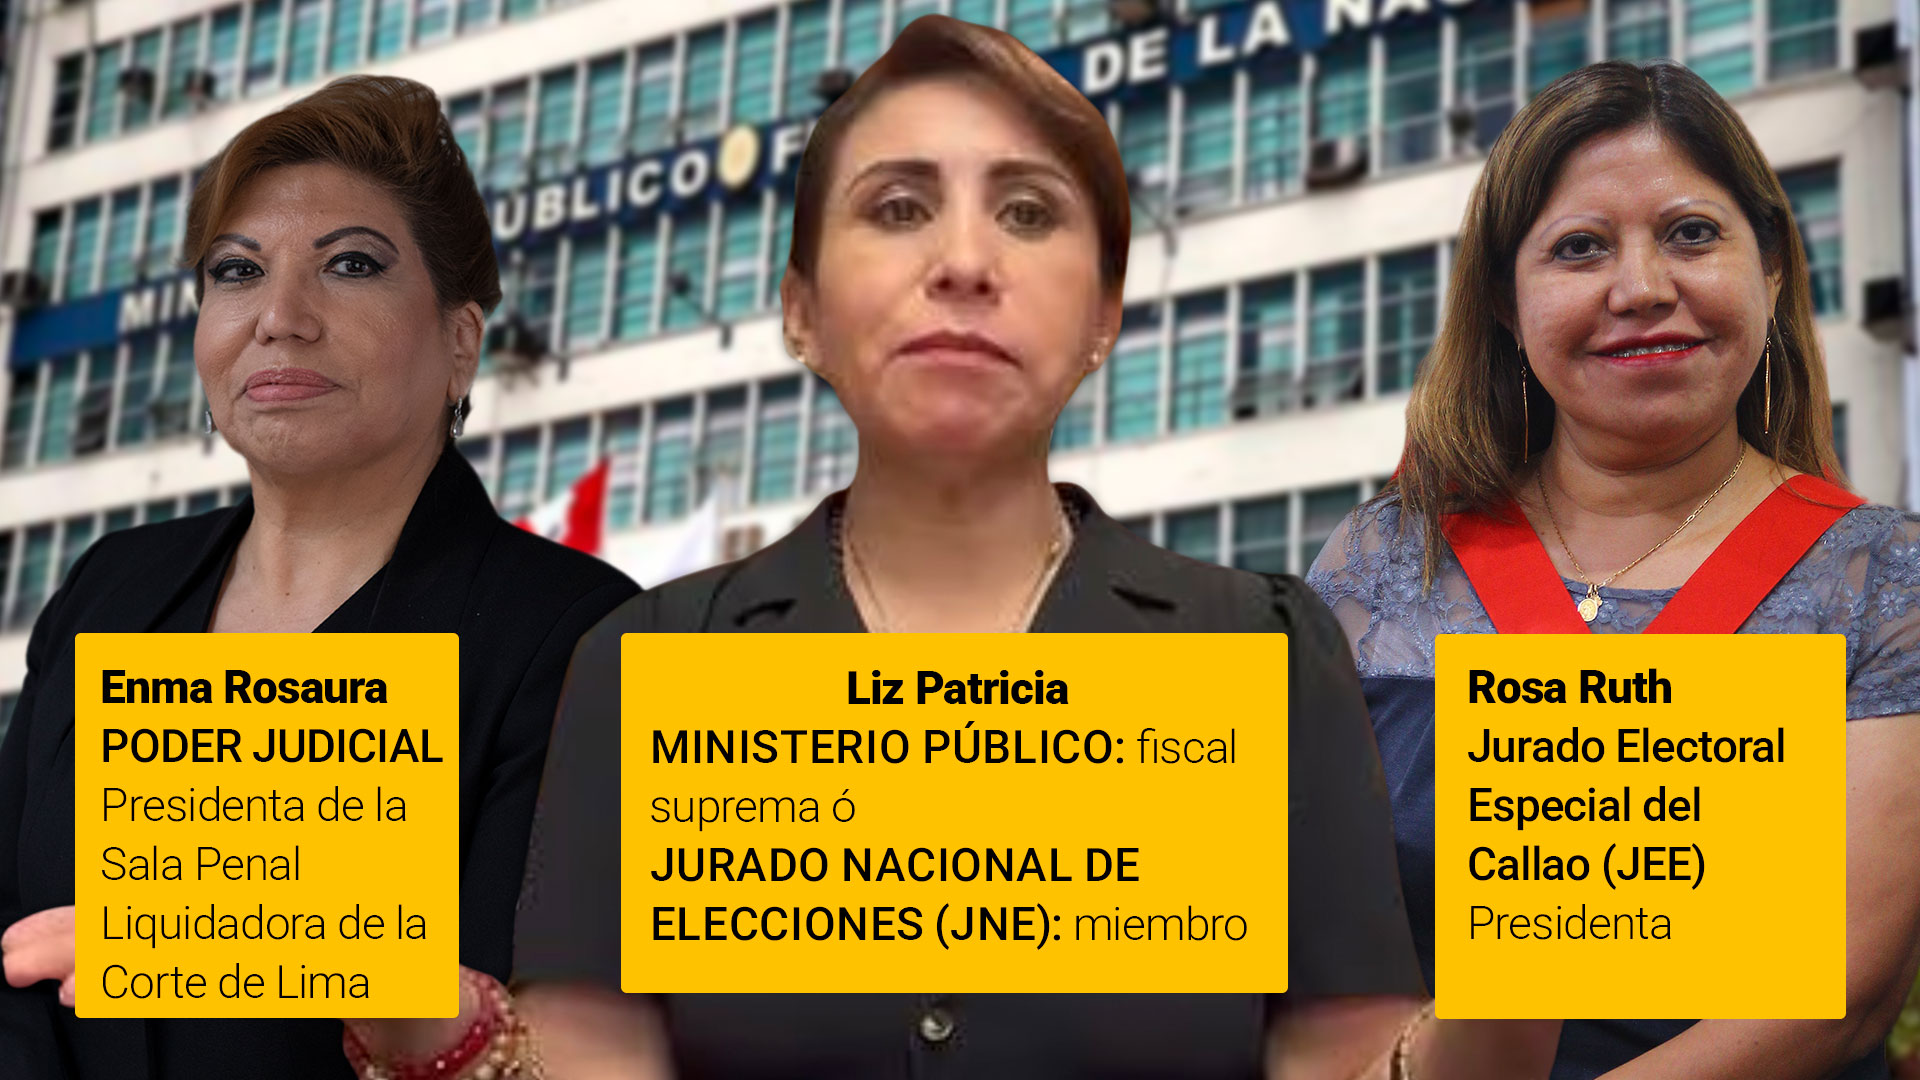 DE LA NA
MIN
ÚBLICO F
Enma Rosaura
PODER JUDICIAL
Presidenta de la
Sala Penal
Liquidadora de la
Corte de Lima
Liz Patricia
MINISTERIO PÚBLICO: fiscal
suprema ó
JURADO NACIONAL DE
ELECCIONES (JNE): miembro
Rosa Ruth
Jurado Electoral
Especial del
Callao (JEE)
Presidenta